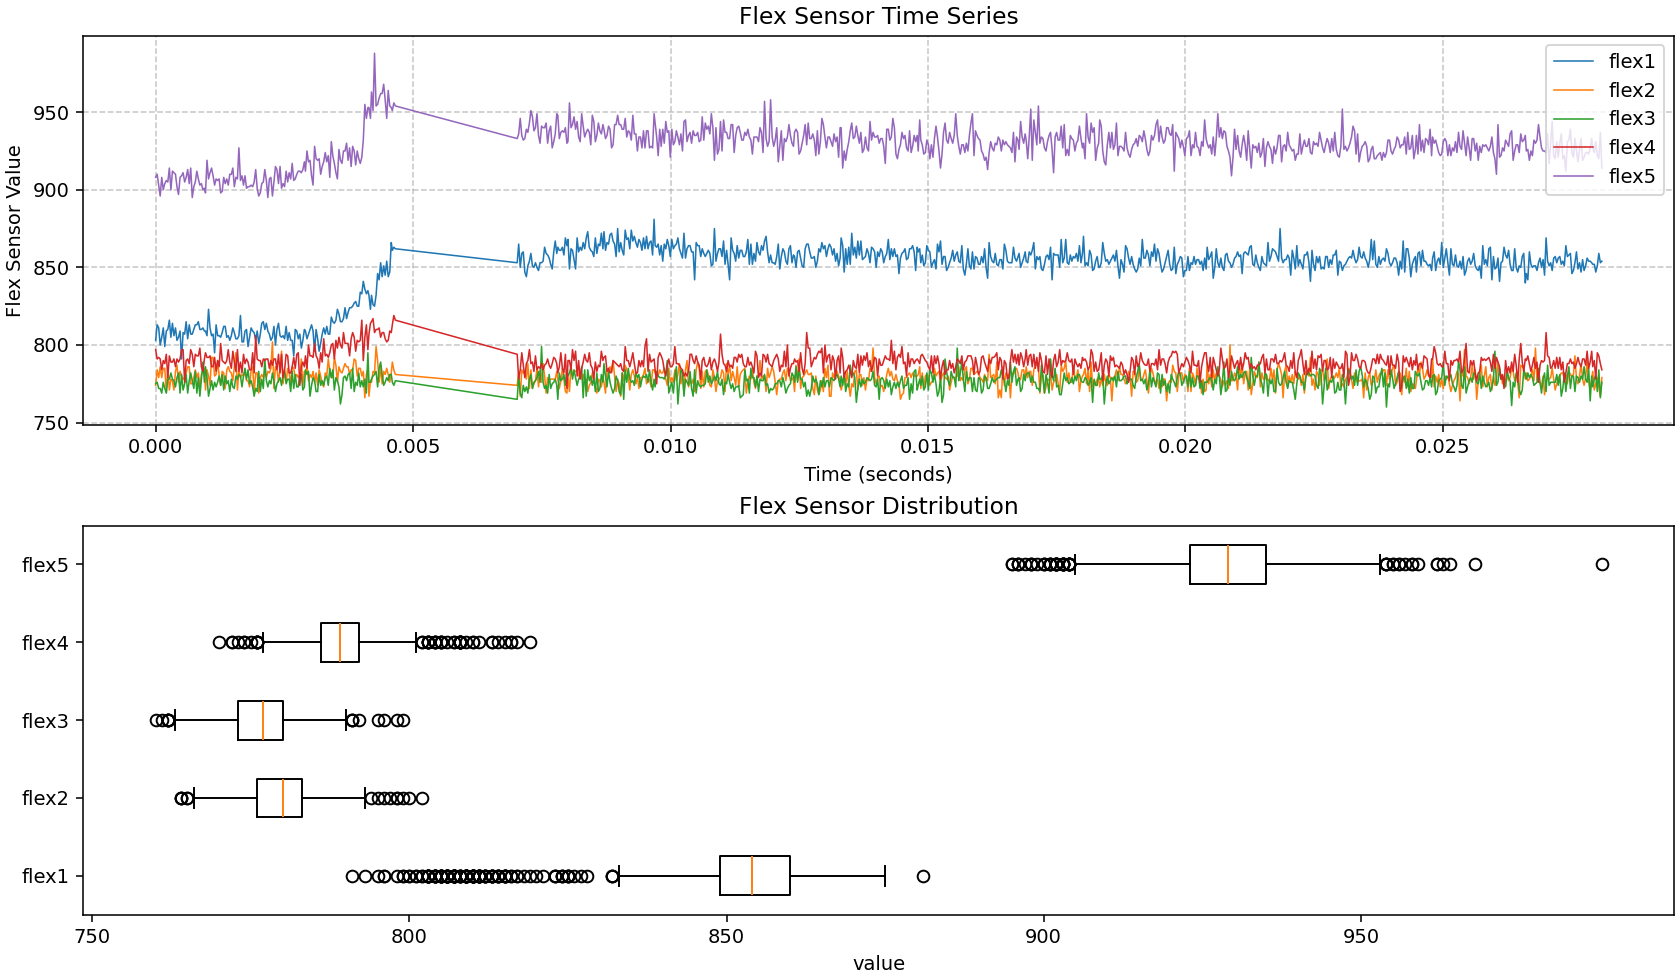 Flex Sensor Time Series
Flex Sensor Value
950
900
850
800
750
flex1
flex2
flex3
flex4
flex5
0.000 0.005 0.010 0.015 0.020 0.025
Time (seconds)
Flex Sensor Distribution
flex5
flex4
flex3
flex2
flex1
750 800 850 900 950
value